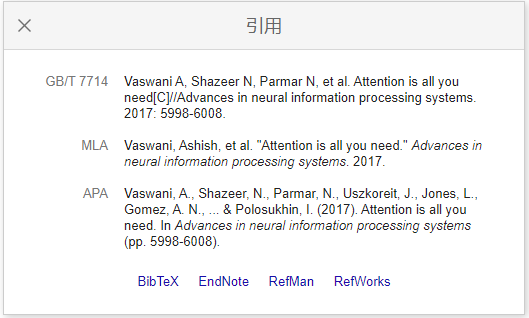 引用
GB/T 7714
Vaswani A, Shazeer N, Parmar N, et al. Attention is all you
need[C]//Advances in neural information processing systems.
2017: 5998-6008.
MLA
Vaswani, Ashish, et al. "Attention is all you need." Advances in
neural information processing systems. 2017.
APA
Vaswani, A., Shazeer, N., Parmar, N., Uszkoreit, J., Jones, L.,
Gomez, A. N., ... & Polosukhin, I. (2017). Attention is all you
need. In Advances in neural information processing systems
(pp. 5998-6008).
BibTeX EndNote RefMan RefWorks